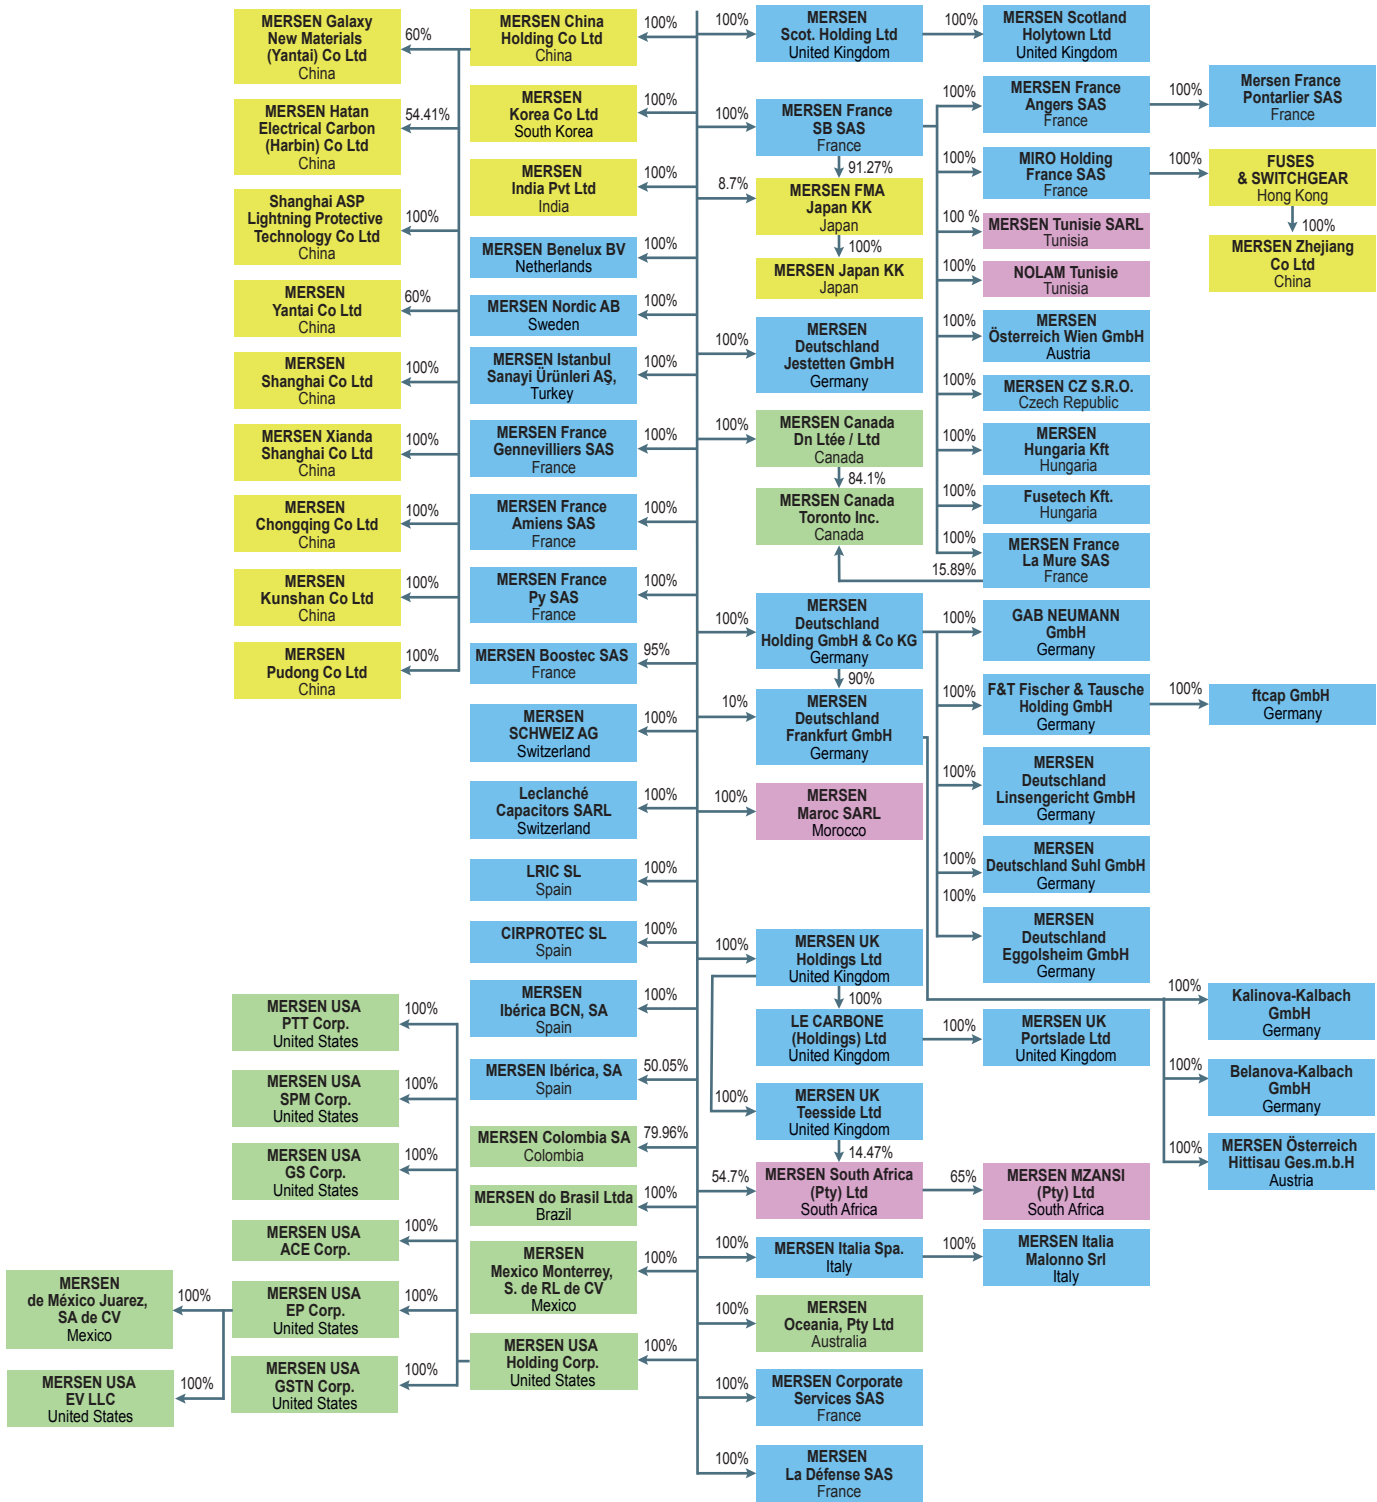 MERSEN Galaxy
New Materials
(Yantai) Co Ltd
China
60%
MERSEN Hatan
Electrical Carbon
(Harbin) Co Ltd
China
54.41%
Shanghai ASP
Lightning Protective
Technology Co Ltd
China
100%
MERSEN
Yantai Co Ltd
China
60%
MERSEN
Shanghai Co Ltd
China
100%
MERSEN Xianda
Shanghai Co Ltd
China
100%
MERSEN
Chongqing Co Ltd
China
100%
MERSEN
Kunshan Co Ltd
China
100%
MERSEN
Pudong Co Ltd
China
100%
MERSEN USA
PTT Corp.
United States
100%
MERSEN USA
SPM Corp.
United States
100%
MERSEN USA
GS Corp.
United States
100%
MERSEN USA
ACE Corp.
100%
MERSEN USA
EP Corp.
United States
100%
MERSEN USA
GSTN Corp.
United States
100%
MERSEN
de México Juarez,
SA de CV
Mexico
100%
MERSEN USA
EV LLC
United States
100%
MERSEN China
Holding Co Ltd
China
100%
MERSEN
Korea Co Ltd
South Korea
100%
MERSEN
India Pvt Ltd
India
100%
MERSEN Benelux BV
Netherlands
100%
MERSEN Nordic AB
Sweden
100%
MERSEN Istanbul
Sanayi Ürünleri AŞ,
Turkey
100%
MERSEN France
Gennevilliers SAS
France
100%
MERSEN France
Amiens SAS
France
100%
MERSEN France
Py SAS
France
100%
MERSEN Boostec SAS
France
95%
MERSEN
SCHWEIZ AG
Switzerland
100%
Leclanché
Capacitors SARL
Switzerland
100%
LRIC SL
Spain
100%
CIRPROTEC SL
Spain
100%
MERSEN
Ibérica BCN, SA
Spain
100%
MERSEN Ibérica, SA
Spain
50.05%
MERSEN Colombia SA
Colombia
79.96%
MERSEN do Brasil Ltda
Brazil
100%
MERSEN
Mexico Monterrey,
S. de RL de CV
Mexico
100%
MERSEN USA
Holding Corp.
United States
100%
100%
MERSEN
Scot. Holding Ltd
United Kingdom
100%
MERSEN Scotland
Holytown Ltd
United Kingdom
100%
MERSEN France
SB SAS
France
91.27%
8.7%
MERSEN FMA
Japan KK
Japan
100%
MERSEN Japan KK
Japan
100%
MERSEN
Deutschland
Jestetten GmbH
Germany
100%
MERSEN Canada
Dn Ltée / Ltd
Canada
84.1%
MERSEN Canada
Toronto Inc.
Canada
15.89%
100%
MERSEN
Deutschland
Holding GmbH & Co KG
Germany
90%
10%
MERSEN
Deutschland
Frankfurt GmbH
Germany
100%
MERSEN
Maroc SARL
Morocco
100%
MERSEN UK
Holdings Ltd
United Kingdom
100%
LE CARBONE
(Holdings) Ltd
United Kingdom
100%
MERSEN UK
Portslade Ltd
United Kingdom
100%
MERSEN UK
Teesside Ltd
United Kingdom
14.47%
54.7%
MERSEN South Africa
(Pty) Ltd
South Africa
65%
MERSEN MZANSI
(Pty) Ltd
South Africa
100%
MERSEN Italia Spa.
Italy
100%
MERSEN Italia
Malonno Srl
Italy
100%
MERSEN
Oceania, Pty Ltd
Australia
100%
MERSEN Corporate
Services SAS
France
100%
MERSEN
La Défense SAS
France
100%
MERSEN France
Angers SAS
France
100%
Mersen France
Pontarlier SAS
France
100%
MIRO Holding
France SAS
France
100%
FUSES
& SWITCHGEAR
Hong Kong
100%
MERSEN Zhejiang
Co Ltd
China
100 %
MERSEN Tunisie SARL
Tunisia
100%
NOLAM Tunisie
Tunisia
100%
MERSEN
Österreich Wien GmbH
Austria
100%
MERSEN CZ S.R.O.
Czech Republic
100%
MERSEN
Hungaria Kft
Hungaria
100%
Fusetech Kft.
Hungaria
100%
MERSEN France
La Mure SAS
France
100%
GAB NEUMANN
GmbH
Germany
100%
F&T Fischer & Tausche
Holding GmbH
Germany
100%
ftcap GmbH
Germany
100%
MERSEN
Deutschland
Linsengericht GmbH
Germany
100%
MERSEN
Deutschland Suhl GmbH
Germany
100%
MERSEN
Deutschland
Eggolsheim GmbH
Germany
100%
Kalinova-Kalbach
GmbH
Germany
100%
Belanova-Kalbach
GmbH
Germany
100%
MERSEN Österreich
Hittisau Ges.m.b.H
Austria